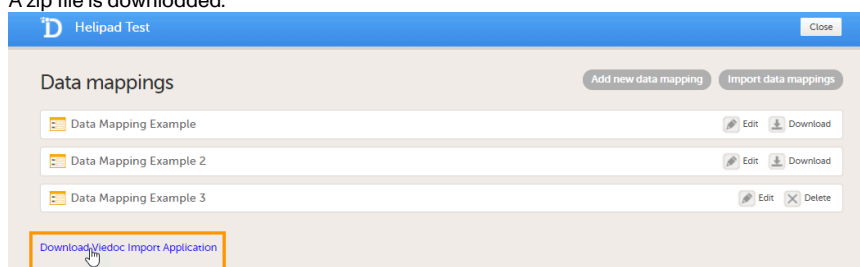 A zip file is downloaded.
Helipad Test
Close
Data mappings
Add new data mapping
Import data mappings
Data Mapping Example
Edit
Download
Data Mapping Example 2
Edit
Download
Data Mapping Example 3
Edit
Delete
Download Viedoc Import Application